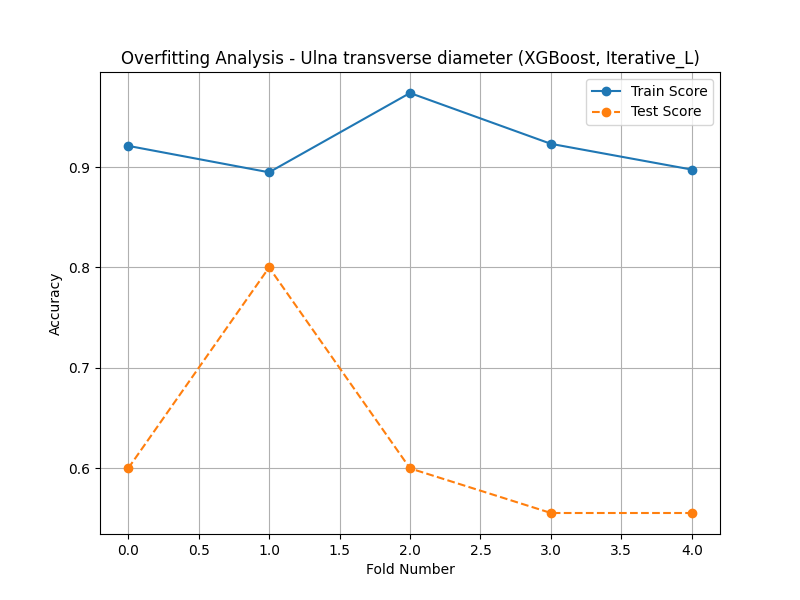 Overfitting Analysis - Ulna transverse diameter (XGBoost, Iterative_L)
Train Score
Test Score
Accuracy
0.9
0.8
0.7
0.6
0.0 0.5 1.0 1.5 2.0 2.5 3.0 3.5 4.0
Fold Number